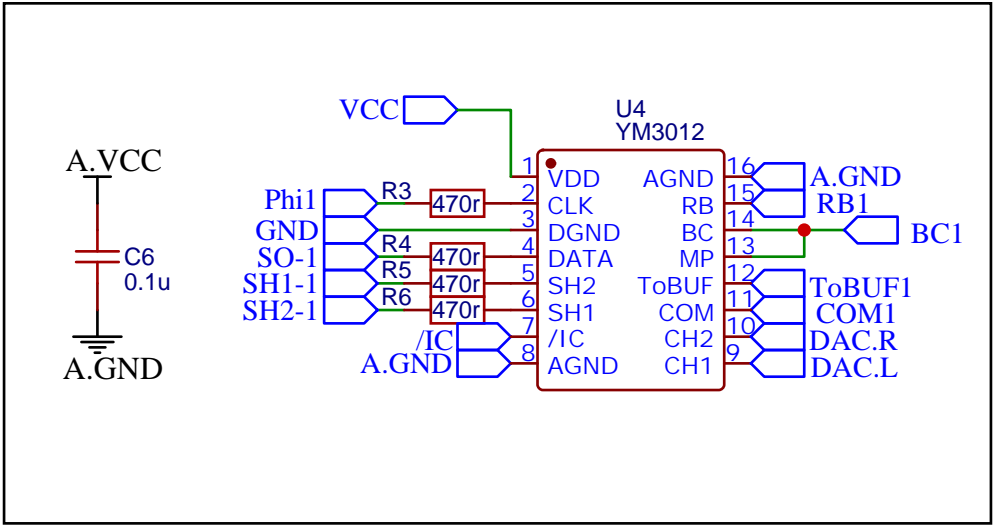 U4
YM3012
VCC
A.VCC
C6
0.1u
A.GND
Phi1 R3 470r 2 CLK
GND 3 DGND
SO-1 R4 470r 4 DATA
SH1-1 R5 470r 5 SH2
SH2-1 R6 470r 6 SH1
/IC 7 /IC
A.GND 8 AGND
1 VDD
AGND 16 A.GND
RB 15 RB1
BC 14 BC1
MP 13
ToBUF 12 ToBUF1
COM 11 COM1
CH2 10 DAC.R
CH1 9 DAC.L